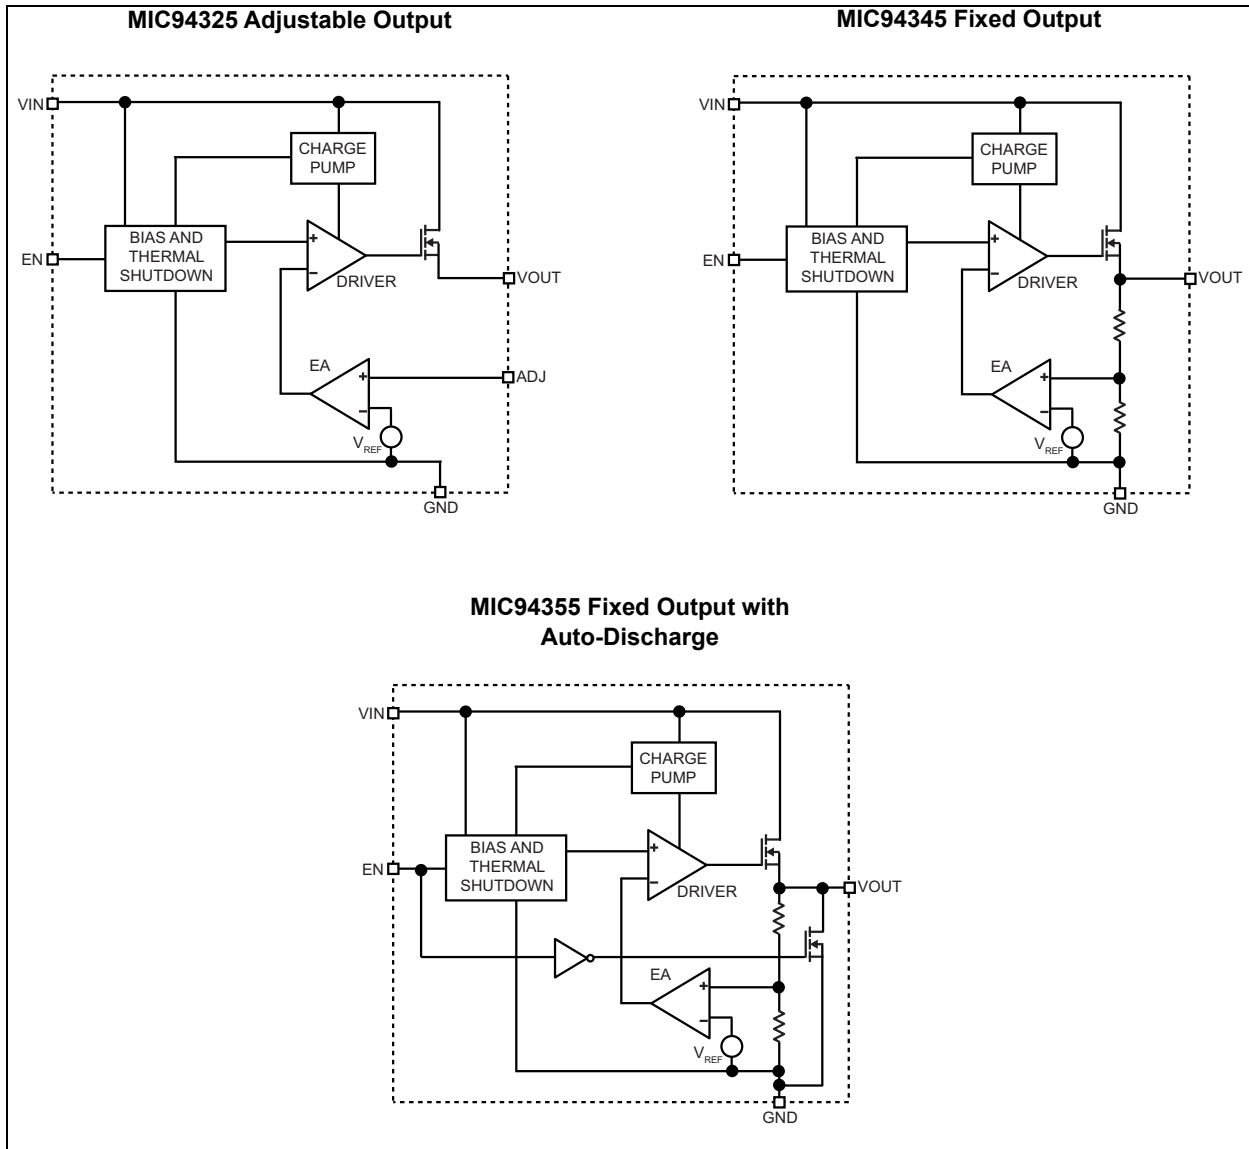 MIC94325 Adjustable Output
VIN
CHARGE
PUMP
BIAS AND
THERMAL
SHUTDOWN
EN
+
−
DRIVER
VOUT
EA
+
−
ADJ
VREF
GND
MIC94345 Fixed Output
VIN
CHARGE
PUMP
BIAS AND
THERMAL
SHUTDOWN
EN
+
−
DRIVER
VOUT
EA
+
−
VREF
GND
MIC94355 Fixed Output with
Auto-Discharge
VIN
CHARGE
PUMP
BIAS AND
THERMAL
SHUTDOWN
EN
+
−
DRIVER
VOUT
EA
+
−
VREF
GND